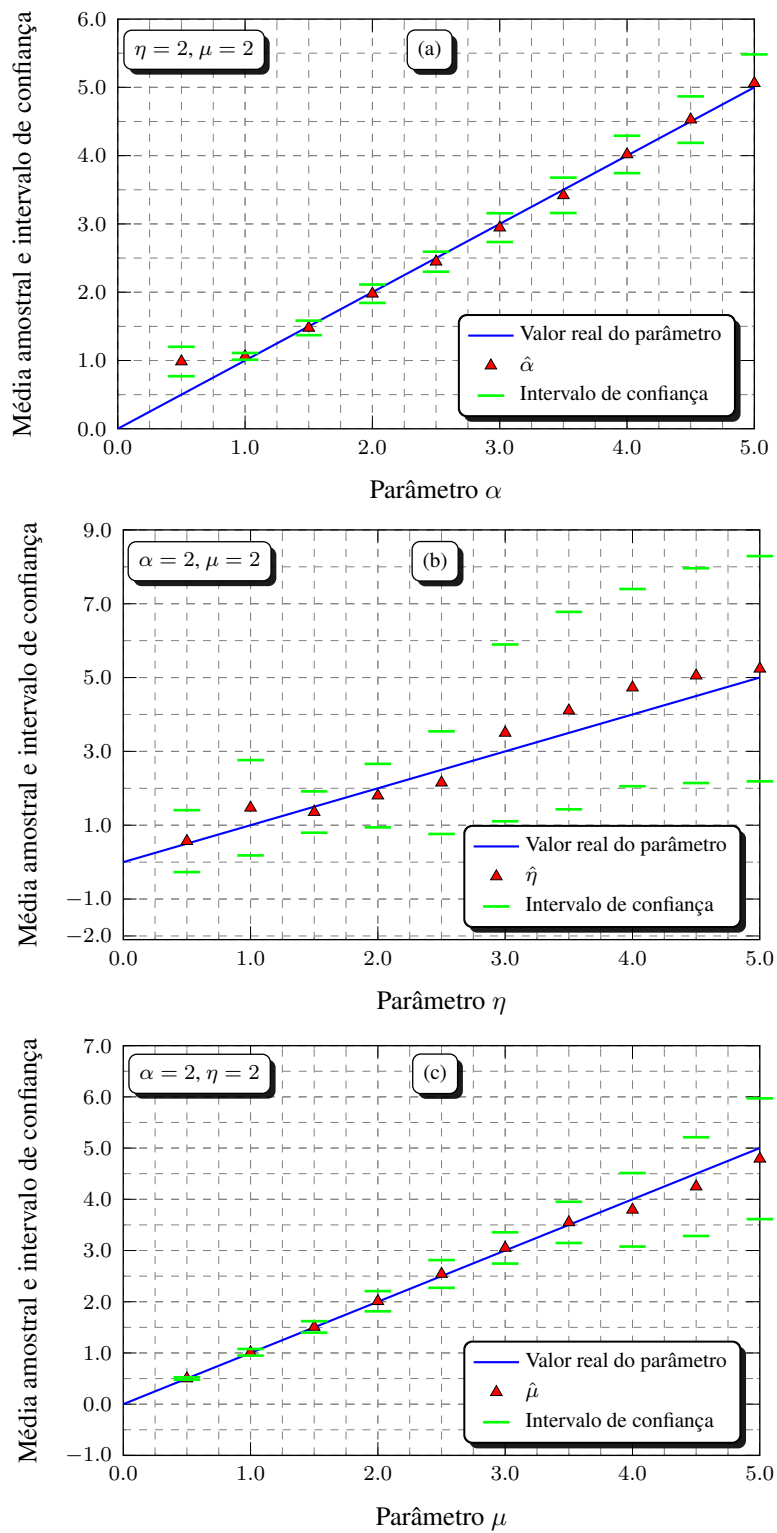 Média amostral e intervalo de confiança
6.0
5.0
4.0
3.0
2.0
1.0
0.0
η = 2, μ = 2
(a)
Valor real do parâmetro
α̂
Intervalo de confiança
0.0 1.0 2.0 3.0 4.0 5.0
Parâmetro α
Média amostral e intervalo de confiança
9.0
7.0
5.0
3.0
1.0
−1.0
−2.0
α = 2, μ = 2
(b)
Valor real do parâmetro
η̂
Intervalo de confiança
0.0 1.0 2.0 3.0 4.0 5.0
Parâmetro η
Média amostral e intervalo de confiança
7.0
6.0
5.0
4.0
3.0
2.0
1.0
0.0
−1.0
α = 2, η = 2
(c)
Valor real do parâmetro
μ̂
Intervalo de confiança
0.0 1.0 2.0 3.0 4.0 5.0
Parâmetro μ